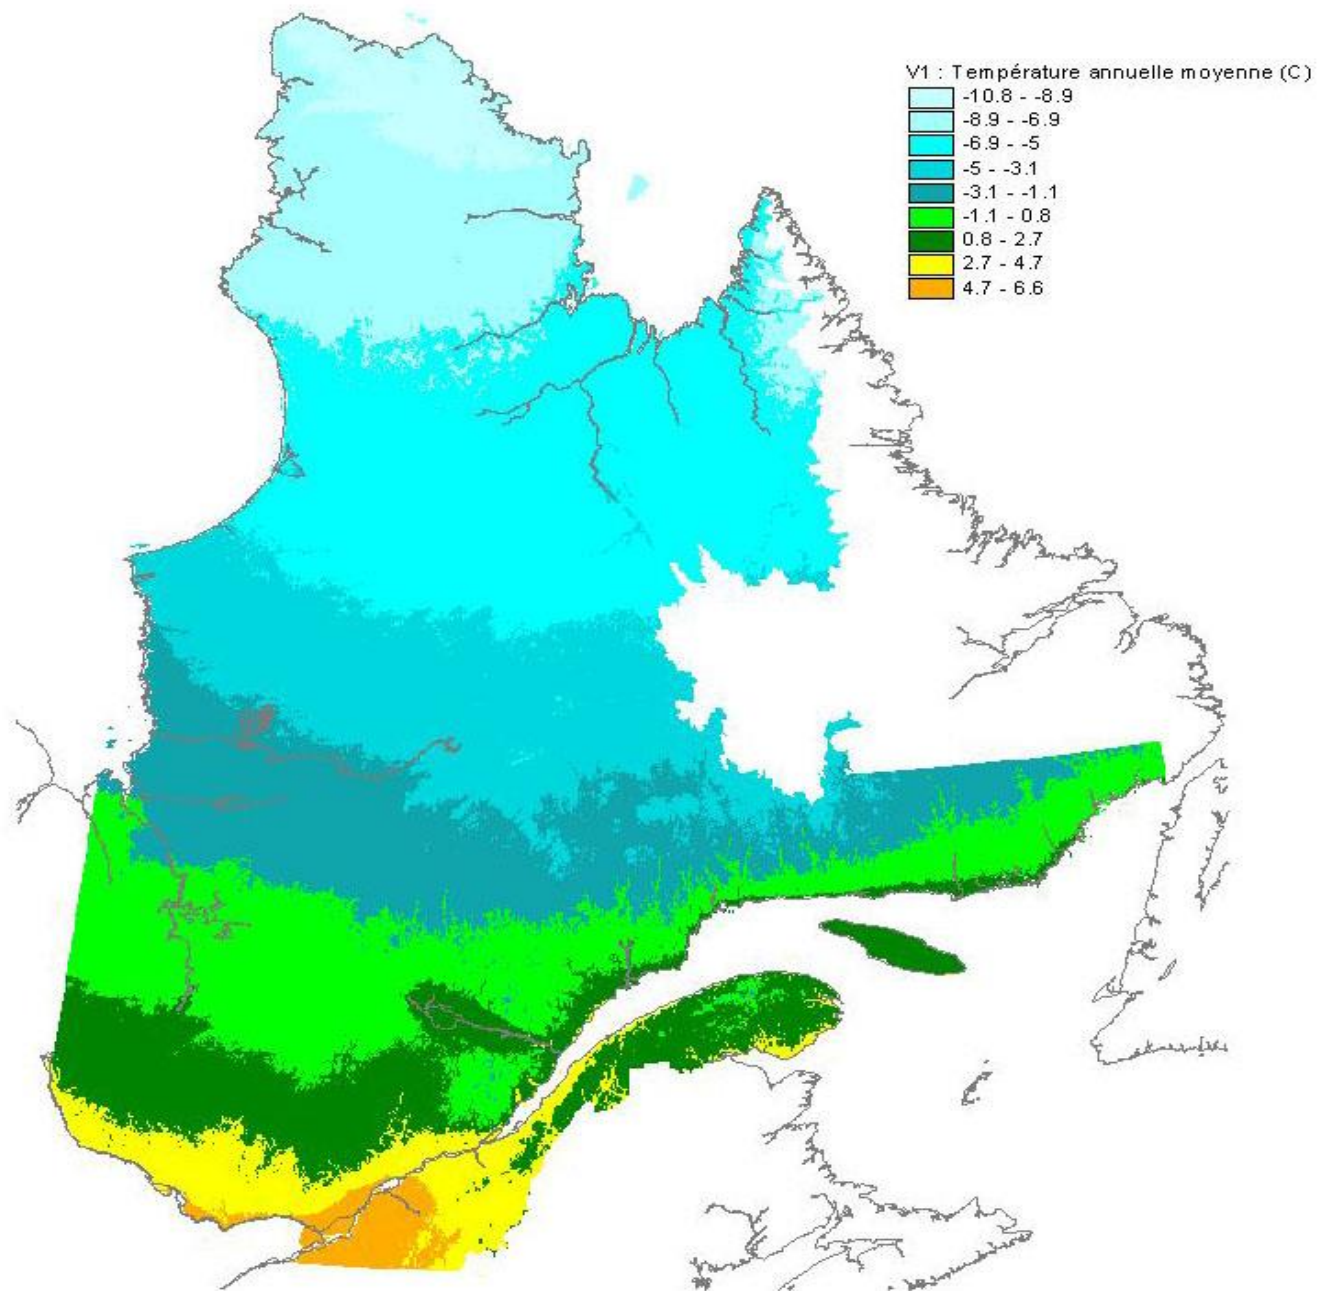 V1 : Température annuelle moyenne (C)
-10.8 - -8.9
-8.9 - -6.9
-6.9 - -5
-5 - -3.1
-3.1 - -1.1
-1.1 - 0.8
0.8 - 2.7
2.7 - 4.7
4.7 - 6.6